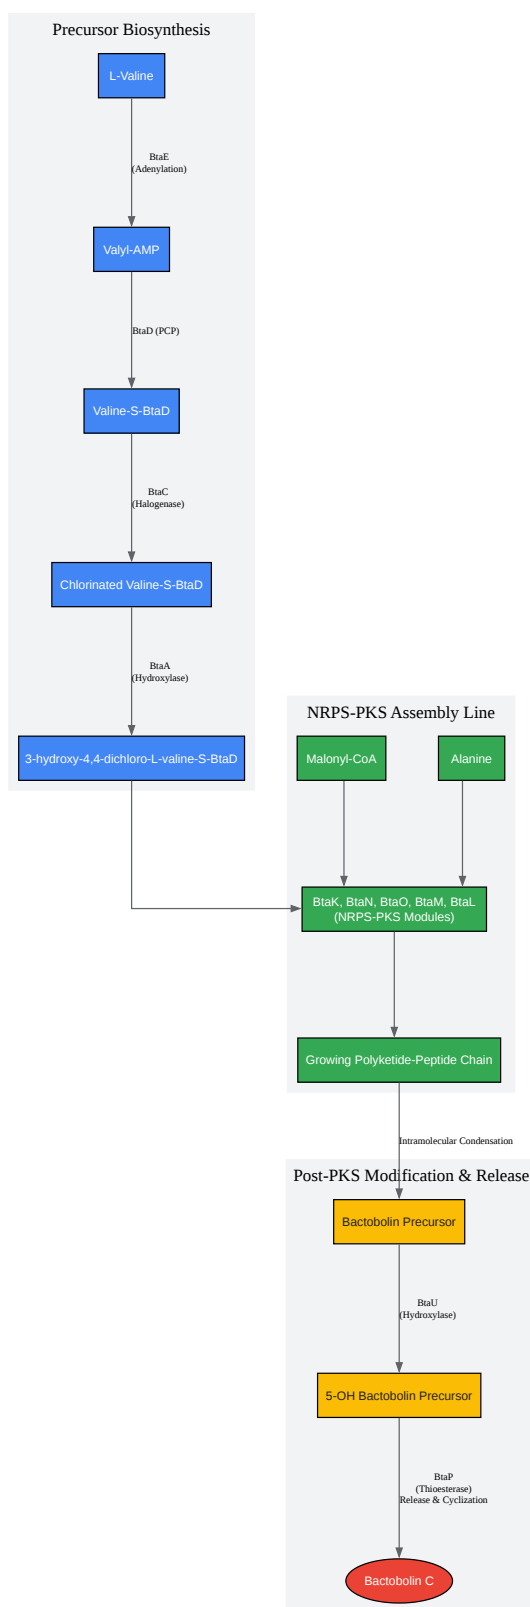 Precursor Biosynthesis
L-Valine
BtaE
(Adenylation)
Valyl-AMP
BtaD (PCP)
Valine-S-BtaD
BtaC
(Halogenase)
Chlorinated Valine-S-BtaD
BtaA
(Hydroxylase)
3-hydroxy-4,4-dichloro-L-valine-S-BtaD
NRPS-PKS Assembly Line
Malonyl-CoA
Alanine
BtaK, BtaN, BtaO, BtaM, BtaL
(NRPS-PKS Modules)
Growing Polyketide-Peptide Chain
Intramolecular Condensation
Post-PKS Modification & Release
Bactobolin Precursor
BtaU
(Hydroxylase)
5-OH Bactobolin Precursor
BtaP
(Thioesterase)
Release & Cyclization
Bactobolin C